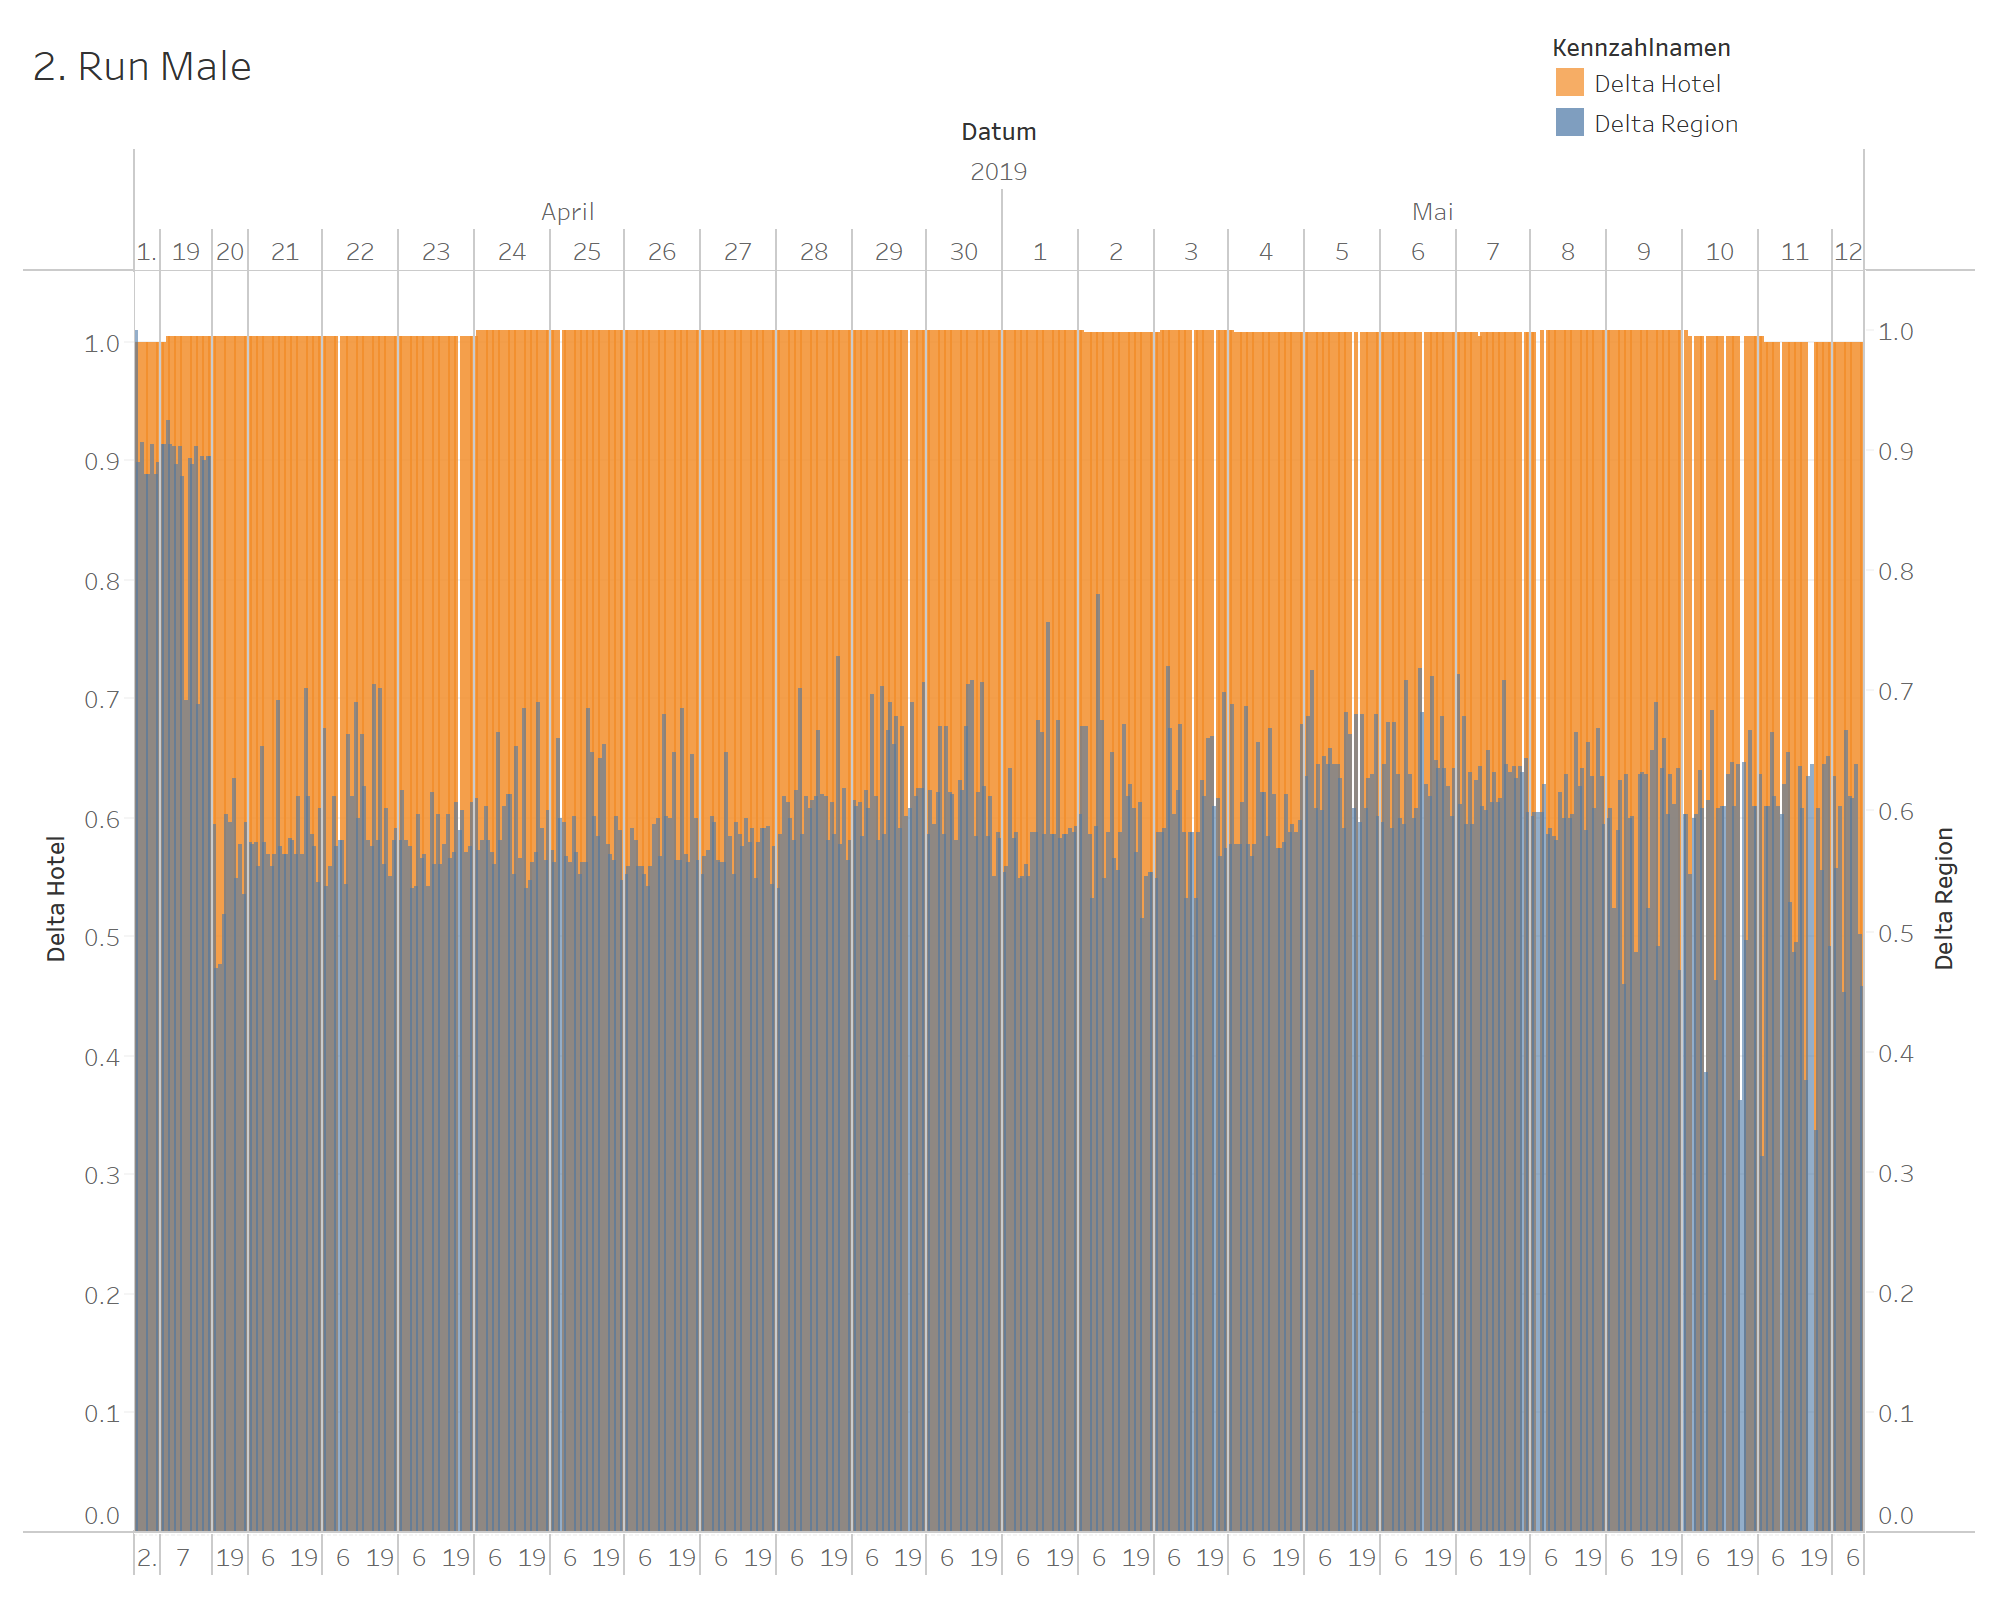 2. Run Male
Kennzahlnamen
Delta Hotel
Delta Region
Datum
2019
April Mai
1. 19 20 21 22 23 24 25 26 27 28 29 30 1 2 3 4 5 6 7 8 9 10 11 12
1.0 1.0
0.9 0.9
0.8 0.8
0.7 0.7
0.6 0.6
0.5 0.5
0.4 0.4
0.3 0.3
0.2 0.2
0.1 0.1
0.0 0.0
Delta Hotel
Delta Region
2. 7 19 6 19 6 19 6 19 6 19 6 19 6 19 6 19 6 19 6 19 6 19 6 19 6 19 6 19 6 19 6 19 6 19 6 19 6 19 6 19 6 19 6 19 6